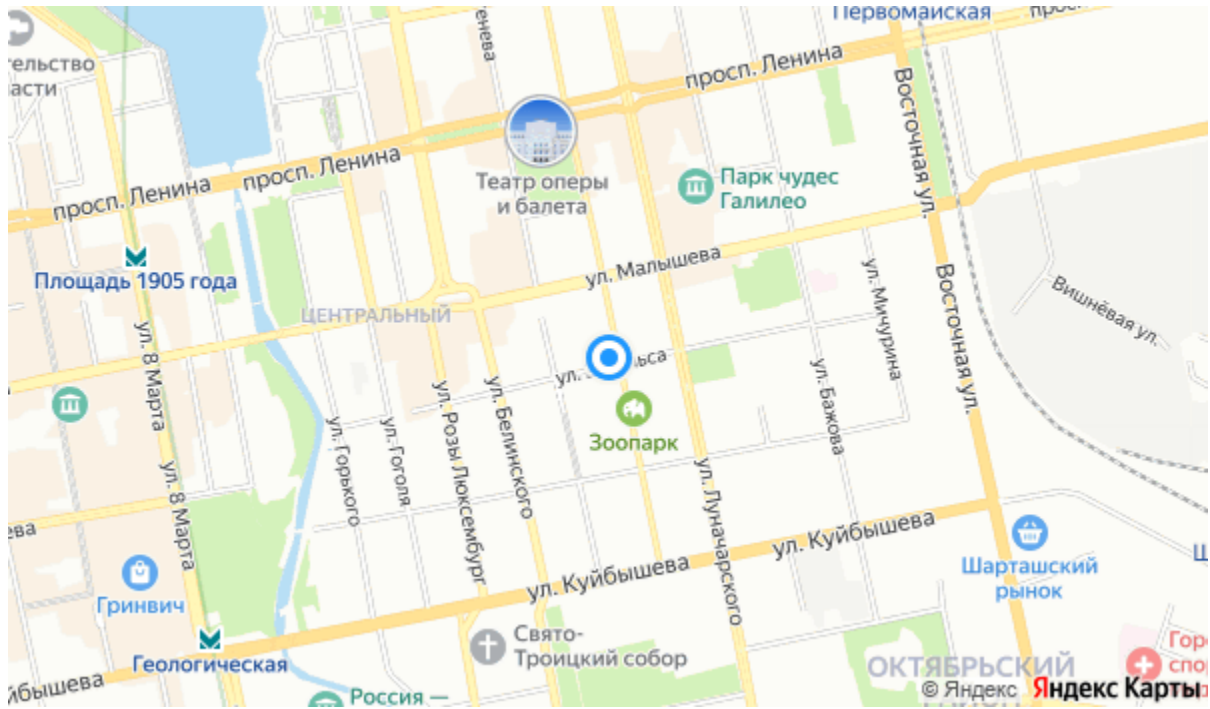 Первомайская
тельство
асти
просп. Ленина
Восточная ул.
Театр оперы
и балета
Парк чудес
Галилео
просп. Ленина
просп. Ленина
Площадь 1905 года
ул. Малышева
ул. Мичурина
Восточная ул.
Вишнёвая ул.
ЦЕНТРАЛЬНЫЙ
ул. 8 Марта
ул.
ул. Бажова
ул. Розы Люксембург
ул. Белинского
ул. Горького
ул. Гоголя
Зоопарк
ул. 8 Марта
ул. Луначарского
ул. Куйбышева
Шарташский
рынок
ул. Куйбышева
Гринвич
Геологическая
Свято-
Троицкий собор
ОКТЯБРЬСКИЙ
Россия —
© Яндекс Яндекс Карты